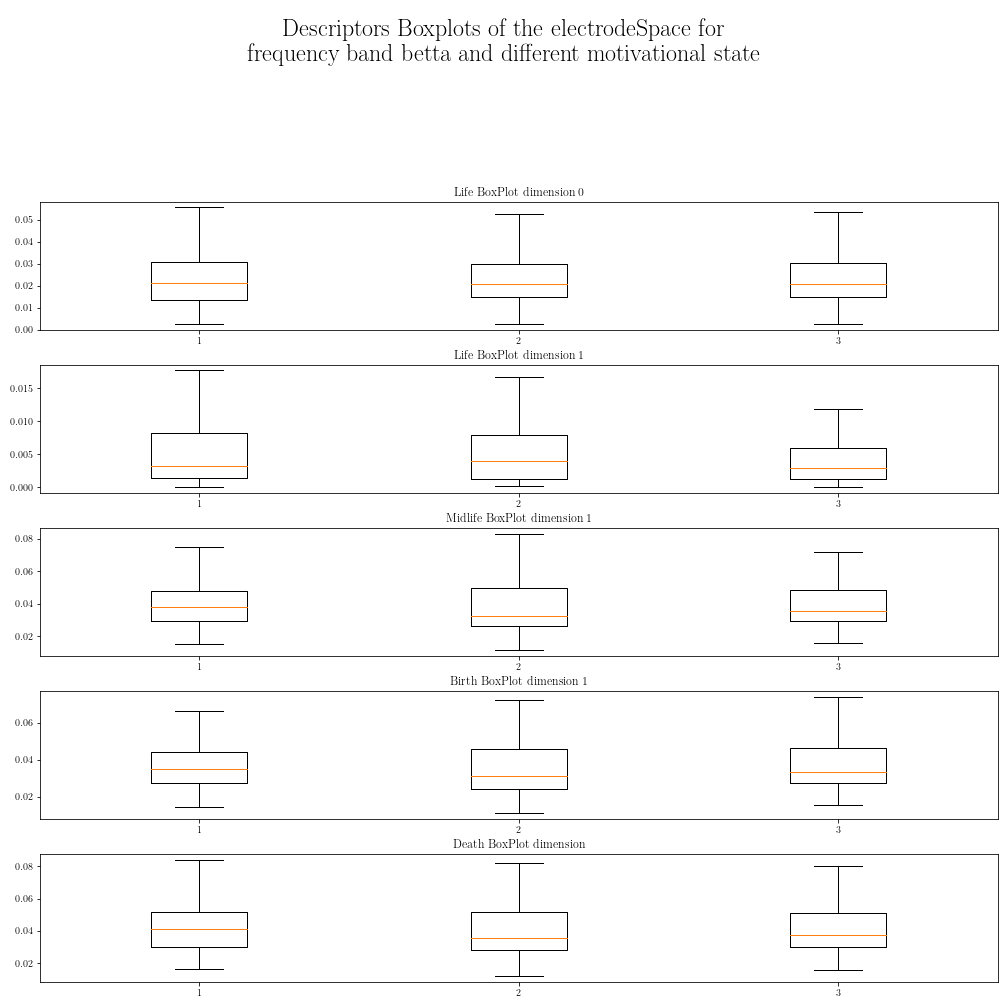 Descriptors Boxplots of the electrodeSpace for
frequency band betta and different motivational state
Life BoxPlot dimension 0
0.05
0.04
0.03
0.02
0.01
0.00
1 2 3
Life BoxPlot dimension 1
0.015
0.010
0.005
0.000
1 2 3
Midlife BoxPlot dimension 1
0.08
0.06
0.04
0.02
1 2 3
Birth BoxPlot dimension 1
0.06
0.04
0.02
1 2 3
Death BoxPlot dimension
0.08
0.06
0.04
0.02
1 2 3